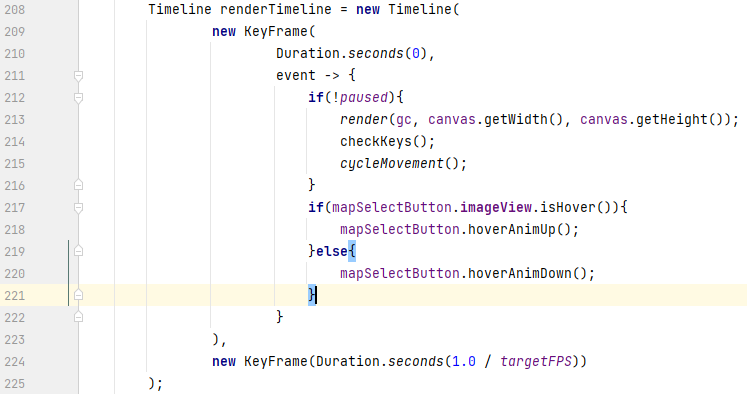 208 Timeline renderTimeline = new Timeline(
209 new KeyFrame(
210 Duration.seconds(0),
211 event -> {
212 if(!paused){
213 render(gc, canvas.getWidth(), canvas.getHeight());
214 checkKeys();
215 cycleMovement();
216 }
217 if(mapSelectButton.imageView.isHover()){
218 mapSelectButton.hoverAnimUp();
219 }else{
220 mapSelectButton.hoverAnimDown();
221 }
222 }
223 ),
224 new KeyFrame(Duration.seconds(1.0 / targetFPS))
225 );